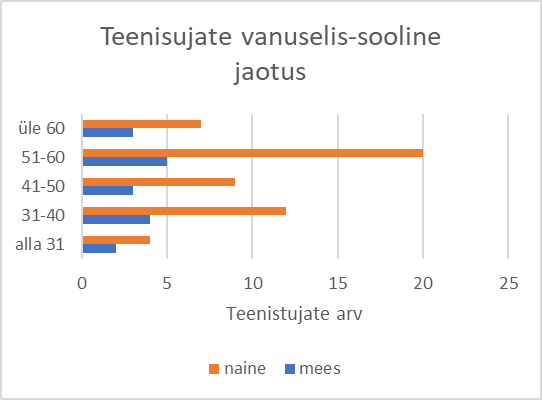 Teenisujate vanuselis-sooline
jaotus
üle 60
51-60
41-50
31-40
alla 31
0 5 10 15 20 25
Teenistujate arv
naine mees